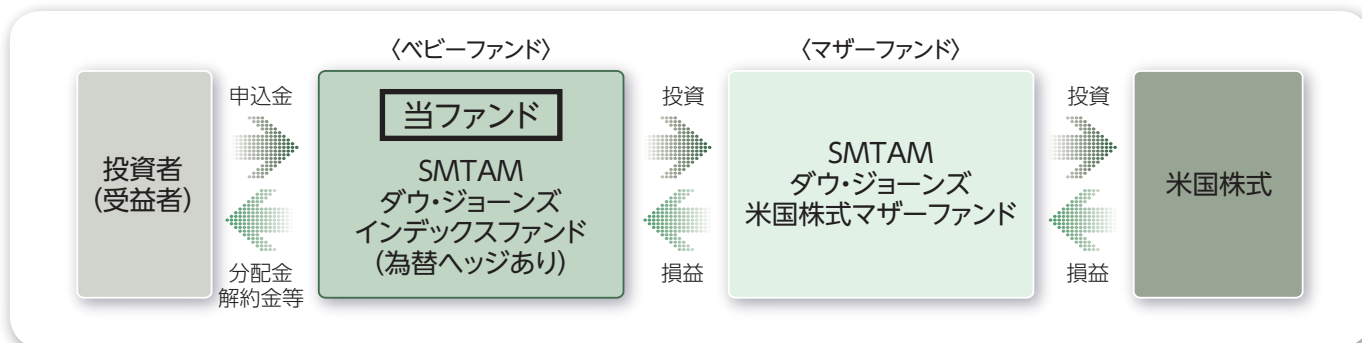 〈ベビーファンド〉
〈マザーファンド〉
投資者
(受益者)
申込金
分配金
解約金等
当ファンド
SMTAM
ダウ・ジョーンズ
インデックスファンド
(為替ヘッジあり)
投資
損益
SMTAM
ダウ・ジョーンズ
米国株式マザーファンド
投資
損益
米国株式